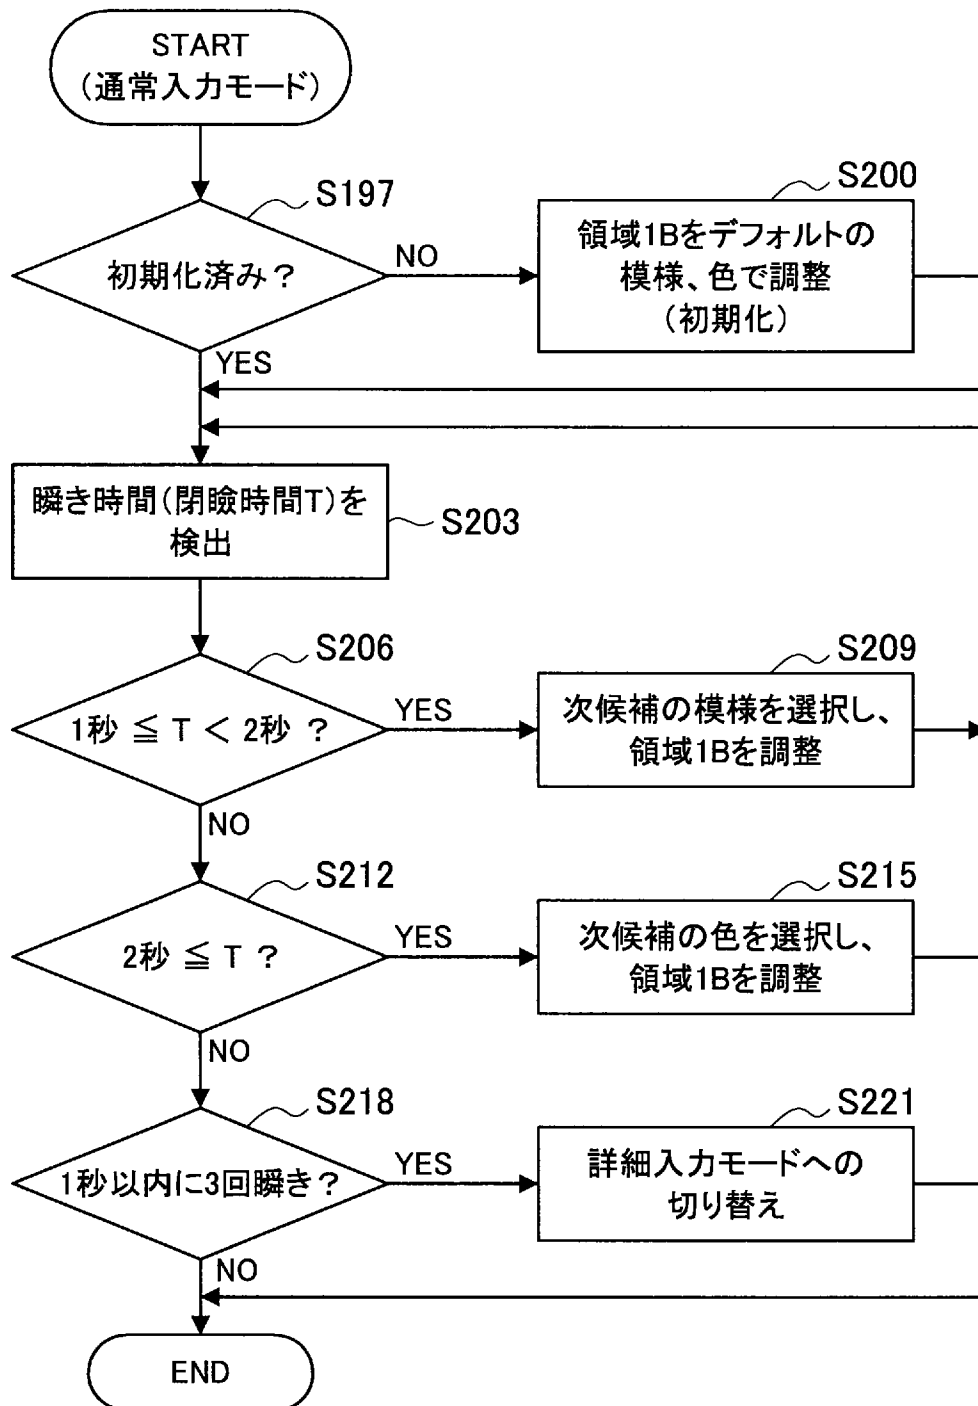 START
(通常入力モード)
S197
S200
初期化済み?
NO
領域1Bをデフォルトの
模様、色で調整
(初期化)
YES
瞬き時間(閉瞼時間T)を
検出
S203
S206
S209
1秒 ≦ T < 2秒 ?
YES
次候補の模様を選択し、
領域1Bを調整
NO
S212
S215
2秒 ≦ T ?
YES
次候補の色を選択し、
領域1Bを調整
NO
S218
S221
1秒以内に3回瞬き?
YES
詳細入力モードへの
切り替え
NO
END